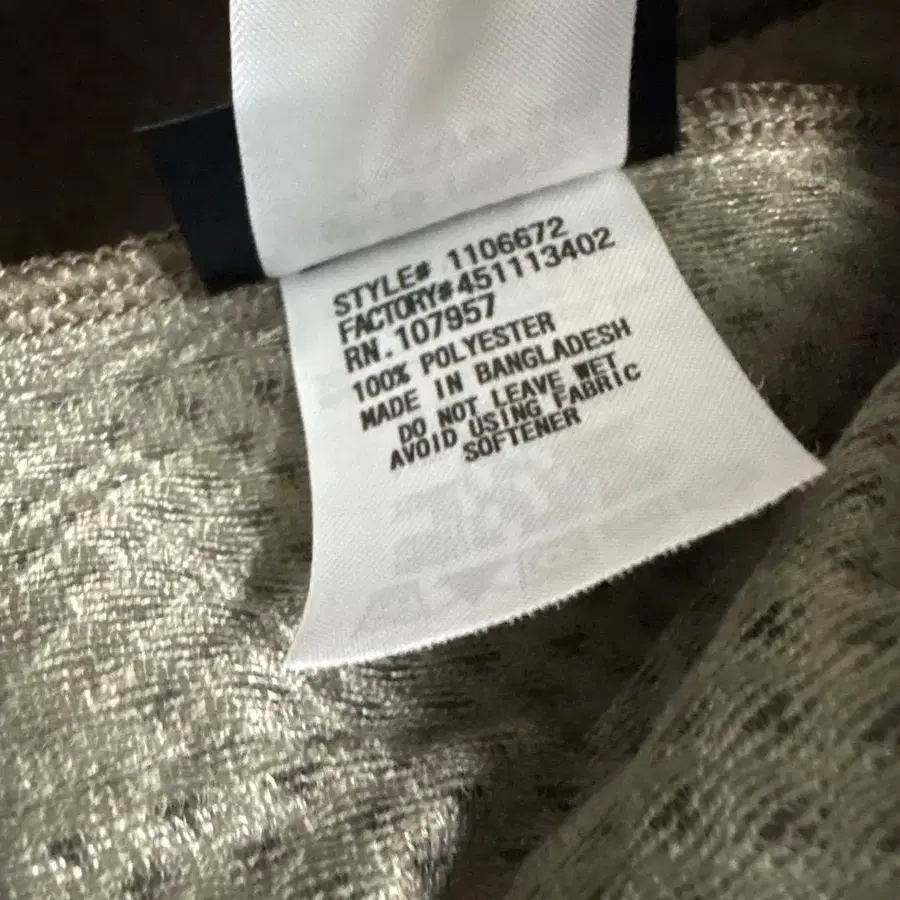 STYLE# 1106672
FACTORY#451113402
RN.107957
100% POLYESTER
MADE IN BANGLADESH
DO NOT LEAVE WET
AVOID USING FABRIC
SOFTENER